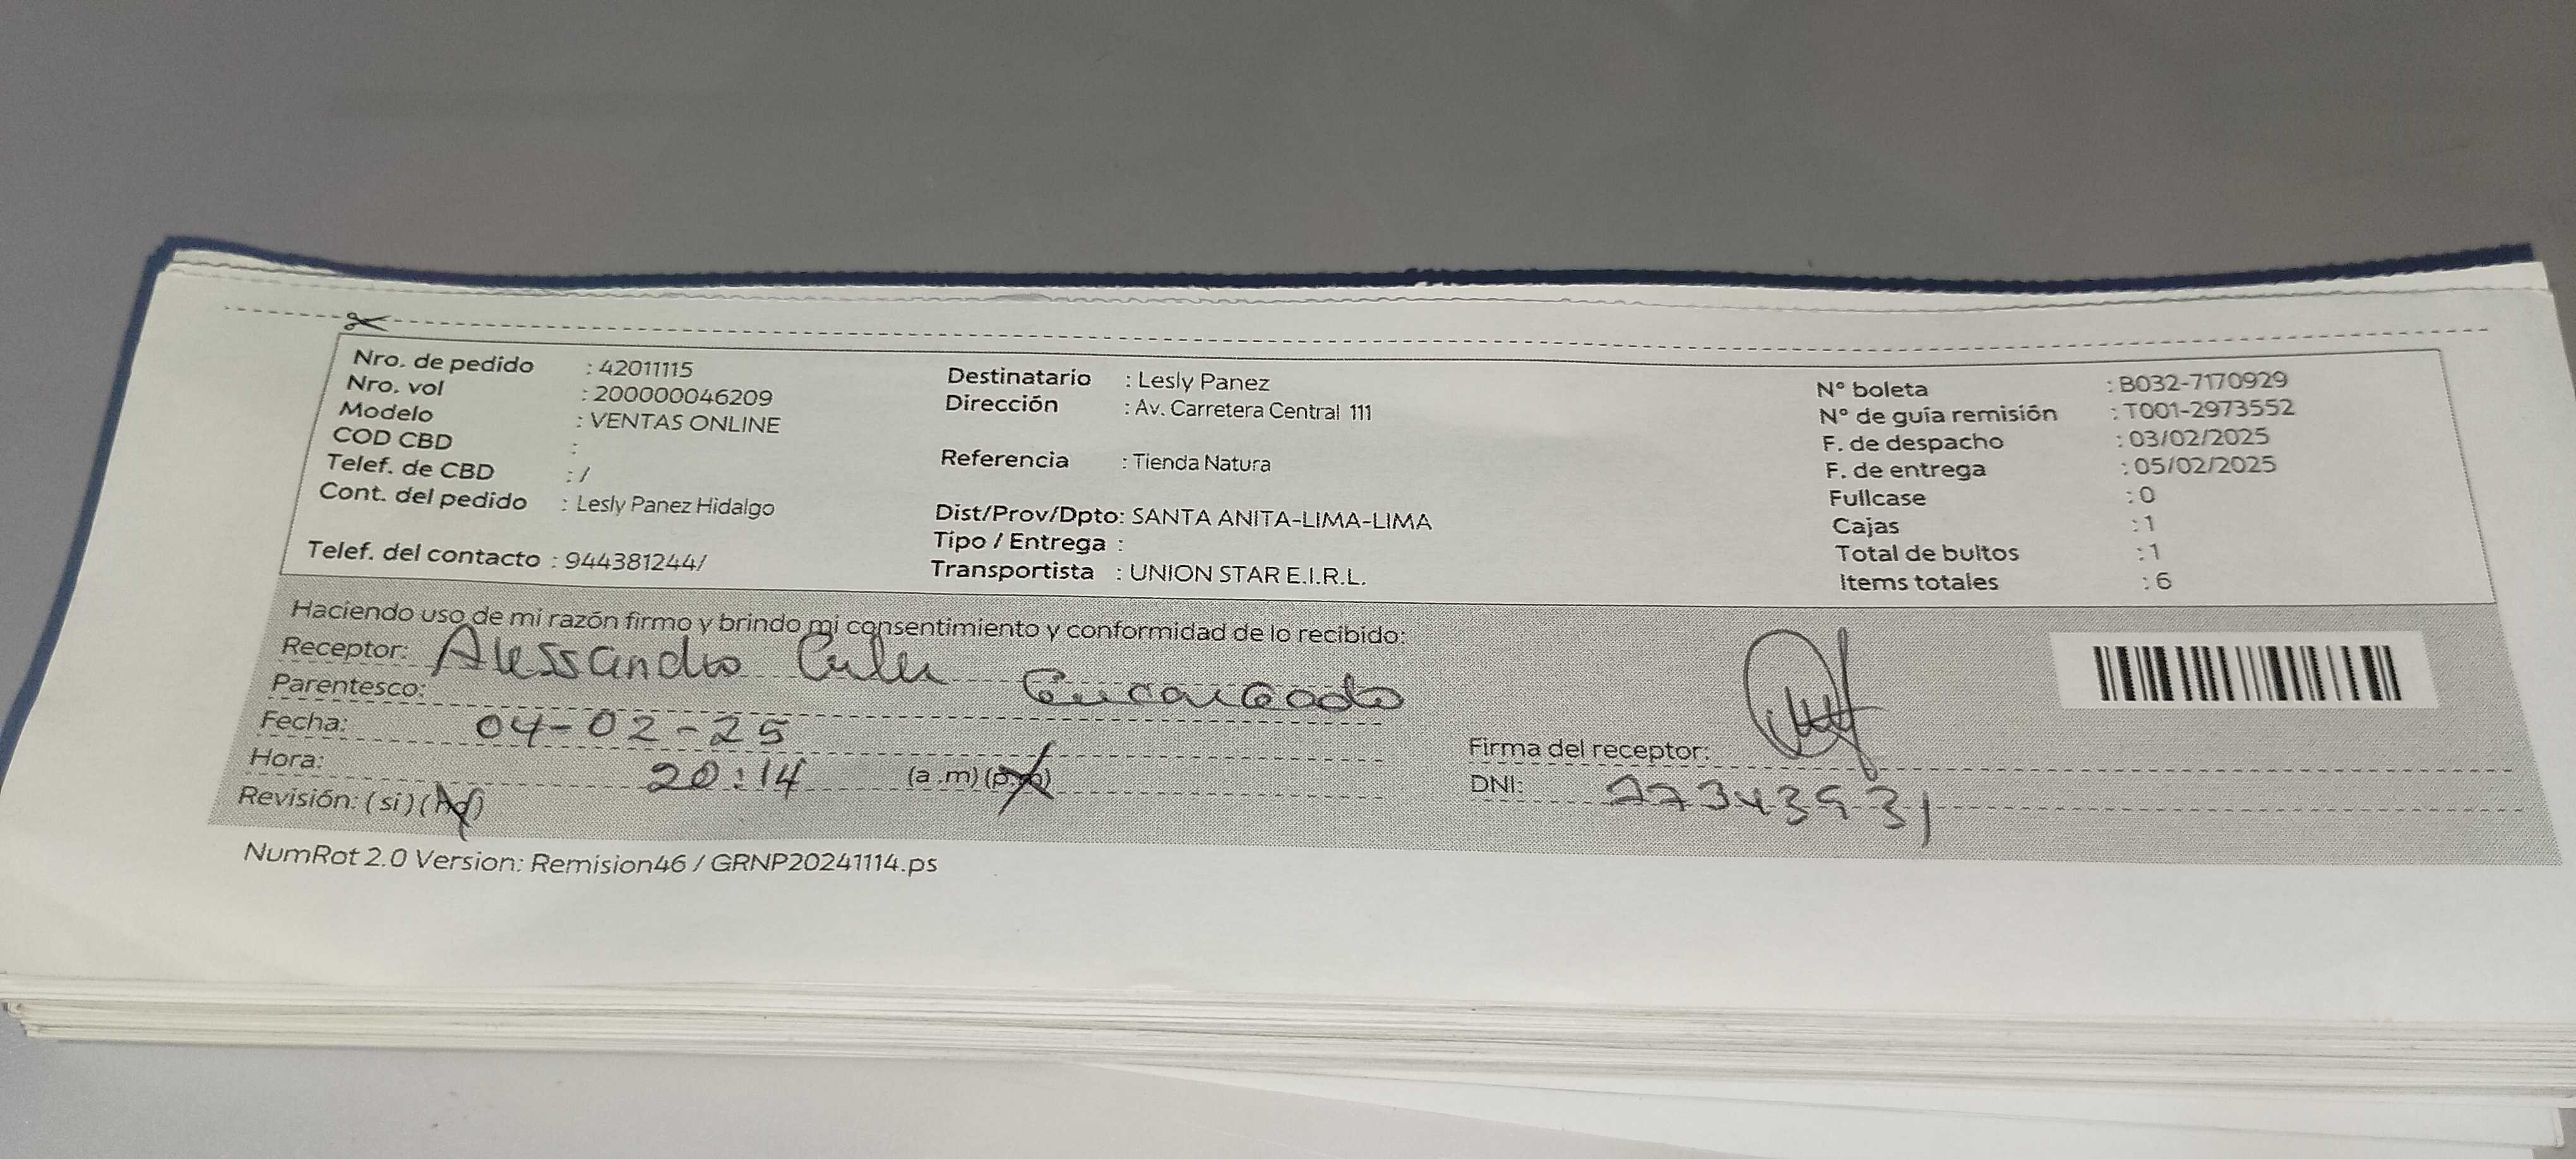 Nro. de pedido : 42011115
Nro. vol : 200000046209
Modelo : VENTAS ONLINE
COD CBD :
Telef. de CBD : /
Cont. del pedido : Lesly Panez Hidalgo
Telef. del contacto : 944381244/
Destinatario : Lesly Panez
Dirección : Av. Carretera Central 111
Referencia : Tienda Natura
Dist/Prov/Dpto: SANTA ANITA-LIMA-LIMA
Tipo / Entrega :
Transportista : UNION STAR E.I.R.L.
N° boleta : B032-7170929
N° de guía remisión : T001-2973552
F. de despacho : 03/02/2025
F. de entrega : 05/02/2025
Fullcase : 0
Cajas : 1
Total de bultos : 1
Items totales : 6
Haciendo uso de mi razón firmo y brindo mi consentimiento y conformidad de lo recibido:
Receptor: Alessandro
Parentesco: Encargado
Fecha: 04-02-25
Hora: 20:14 (a.m) (p.m)
Revisión: (si) (no)
Firma del receptor:
DNI: 77343931
NumRot 2.0 Version: Remision46 / GRNP20241114.ps